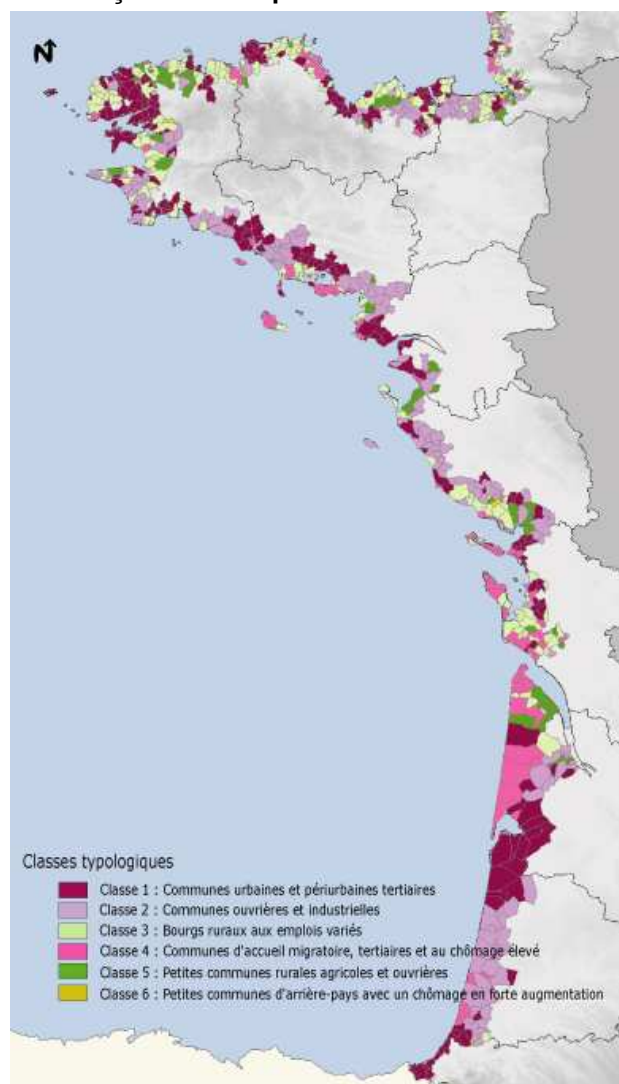 N
Classes typologiques
Classe 1 : Communes urbaines et périurbaines tertiaires
Classe 2 : Communes ouvrières et industrielles
Classe 3 : Bourgs ruraux aux emplois variés
Classe 4 : Communes d'accueil migratoire, tertiaires et au chômage élevé
Classe 5 : Petites communes rurales agricoles et ouvrières
Classe 6 : Petites communes d'arrière-pays avec un chômage en forte augmentation